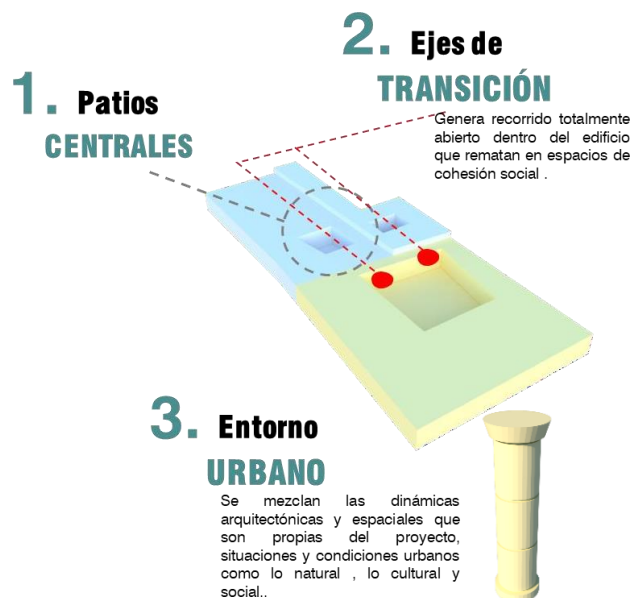 1. Patios
CENTRALES
2. Ejes de
TRANSICIÓN
Genera recorrido totalmente
abierto dentro del edificio
que rematan en espacios de
cohesión social .
3. Entorno
URBANO
Se mezclan las dinámicas
arquitectónicas y espaciales que
son propias del proyecto,
situaciones y condiciones urbanos
como lo natural , lo cultural y
social..